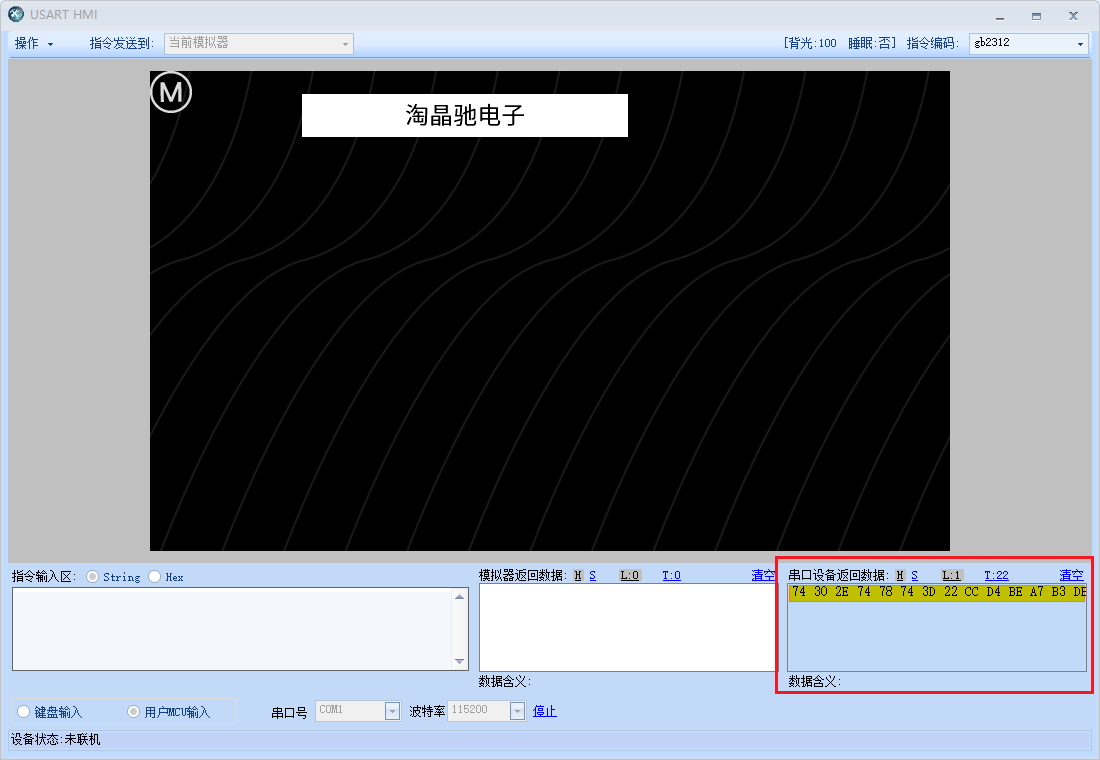 USART HMI
操作 指令发送到: 当前模拟器 [背光:100 睡眠:否] 指令编码: gb2312
M
淘晶驰电子
指令输入区: String Hex 模拟器返回数据: H S L:0 T:0 清空 串口设备返回数据: H S L:1 T:22 清空
74 30 2E 74 78 74 3D 22 CC D4 BE A7 B3
数据含义: 数据含义:
键盘输入 用户MCU输入 串口号 COM1 波特率 115200 停止
设备状态:未联机